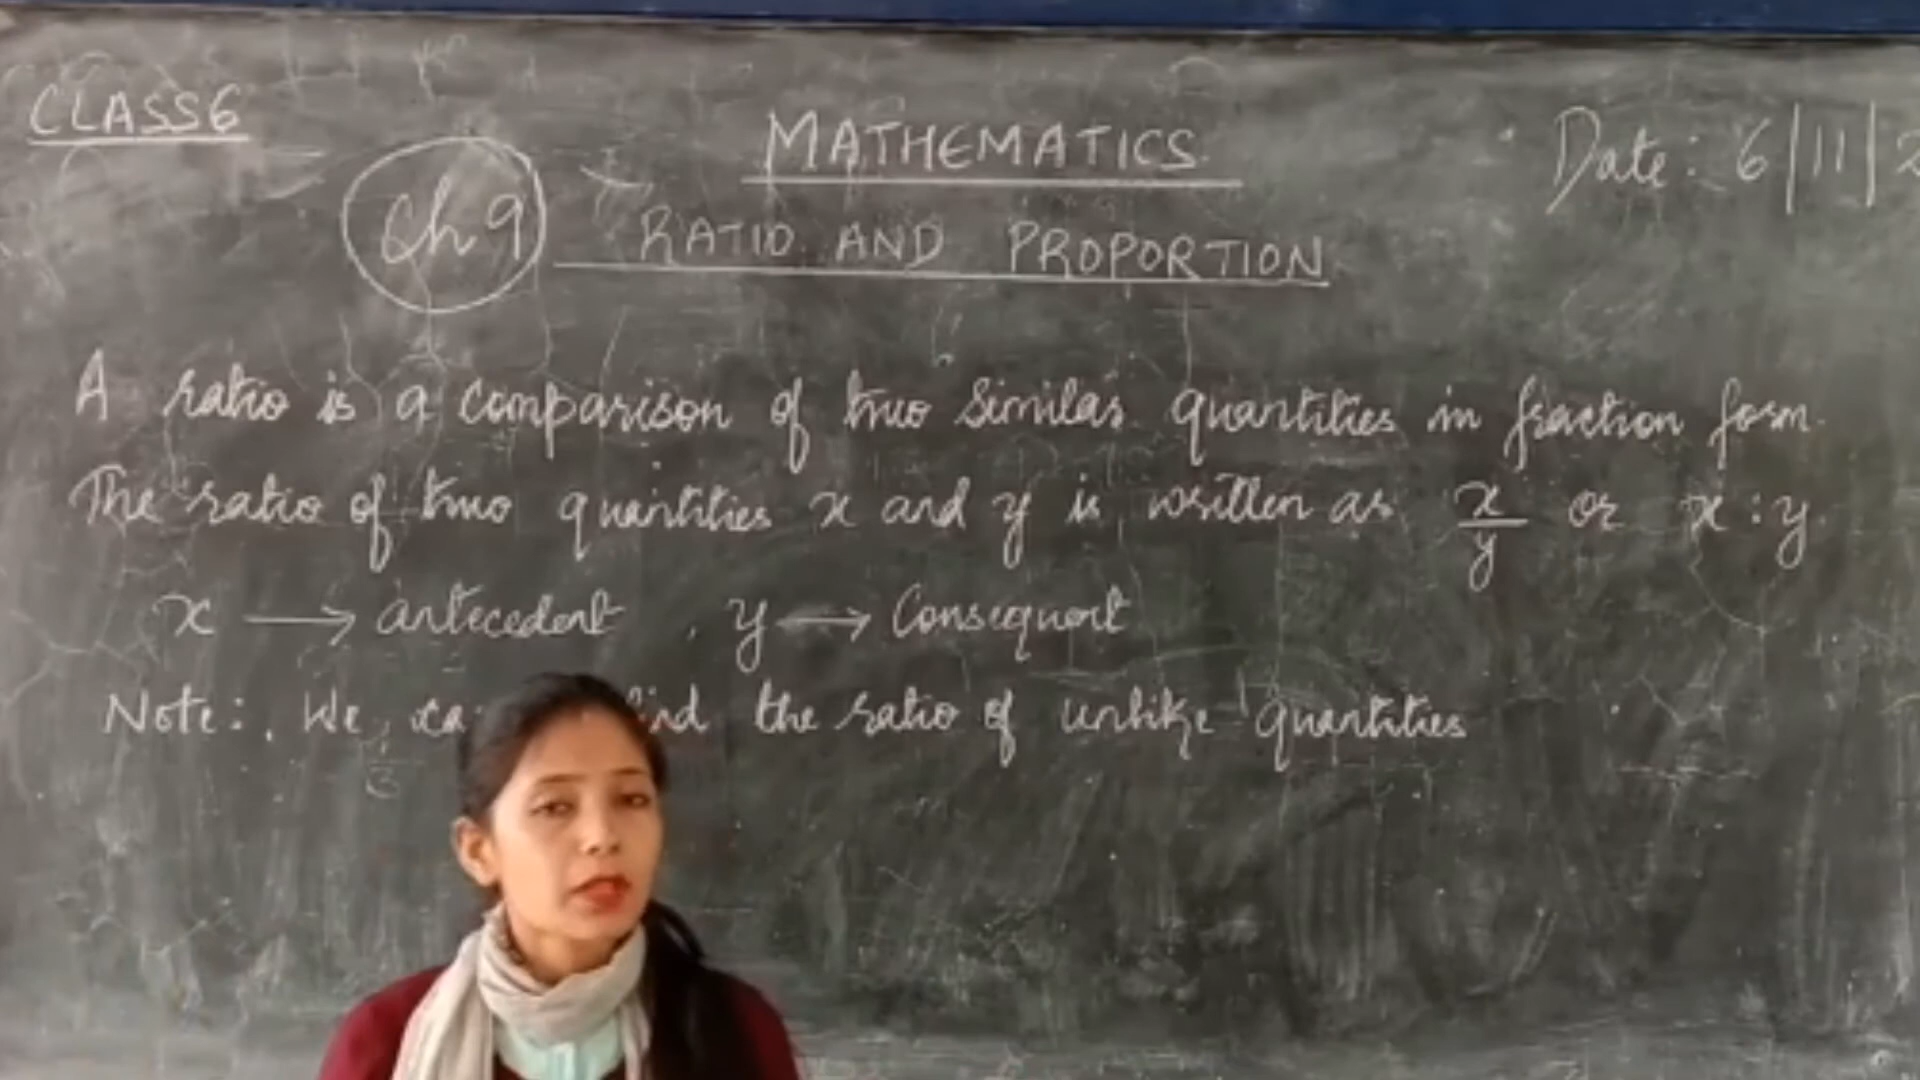 CLASS 6
MATHEMATICS
Date: 6/11/2
Ch 9
RATIO AND PROPORTION
A ratio is a comparison of two similar quantities in fraction form.
The ratio of two quantities x and y is written as x/y or x : y.
x → antecedent , y → Consequent
Note: We find the ratio of unlike quantities